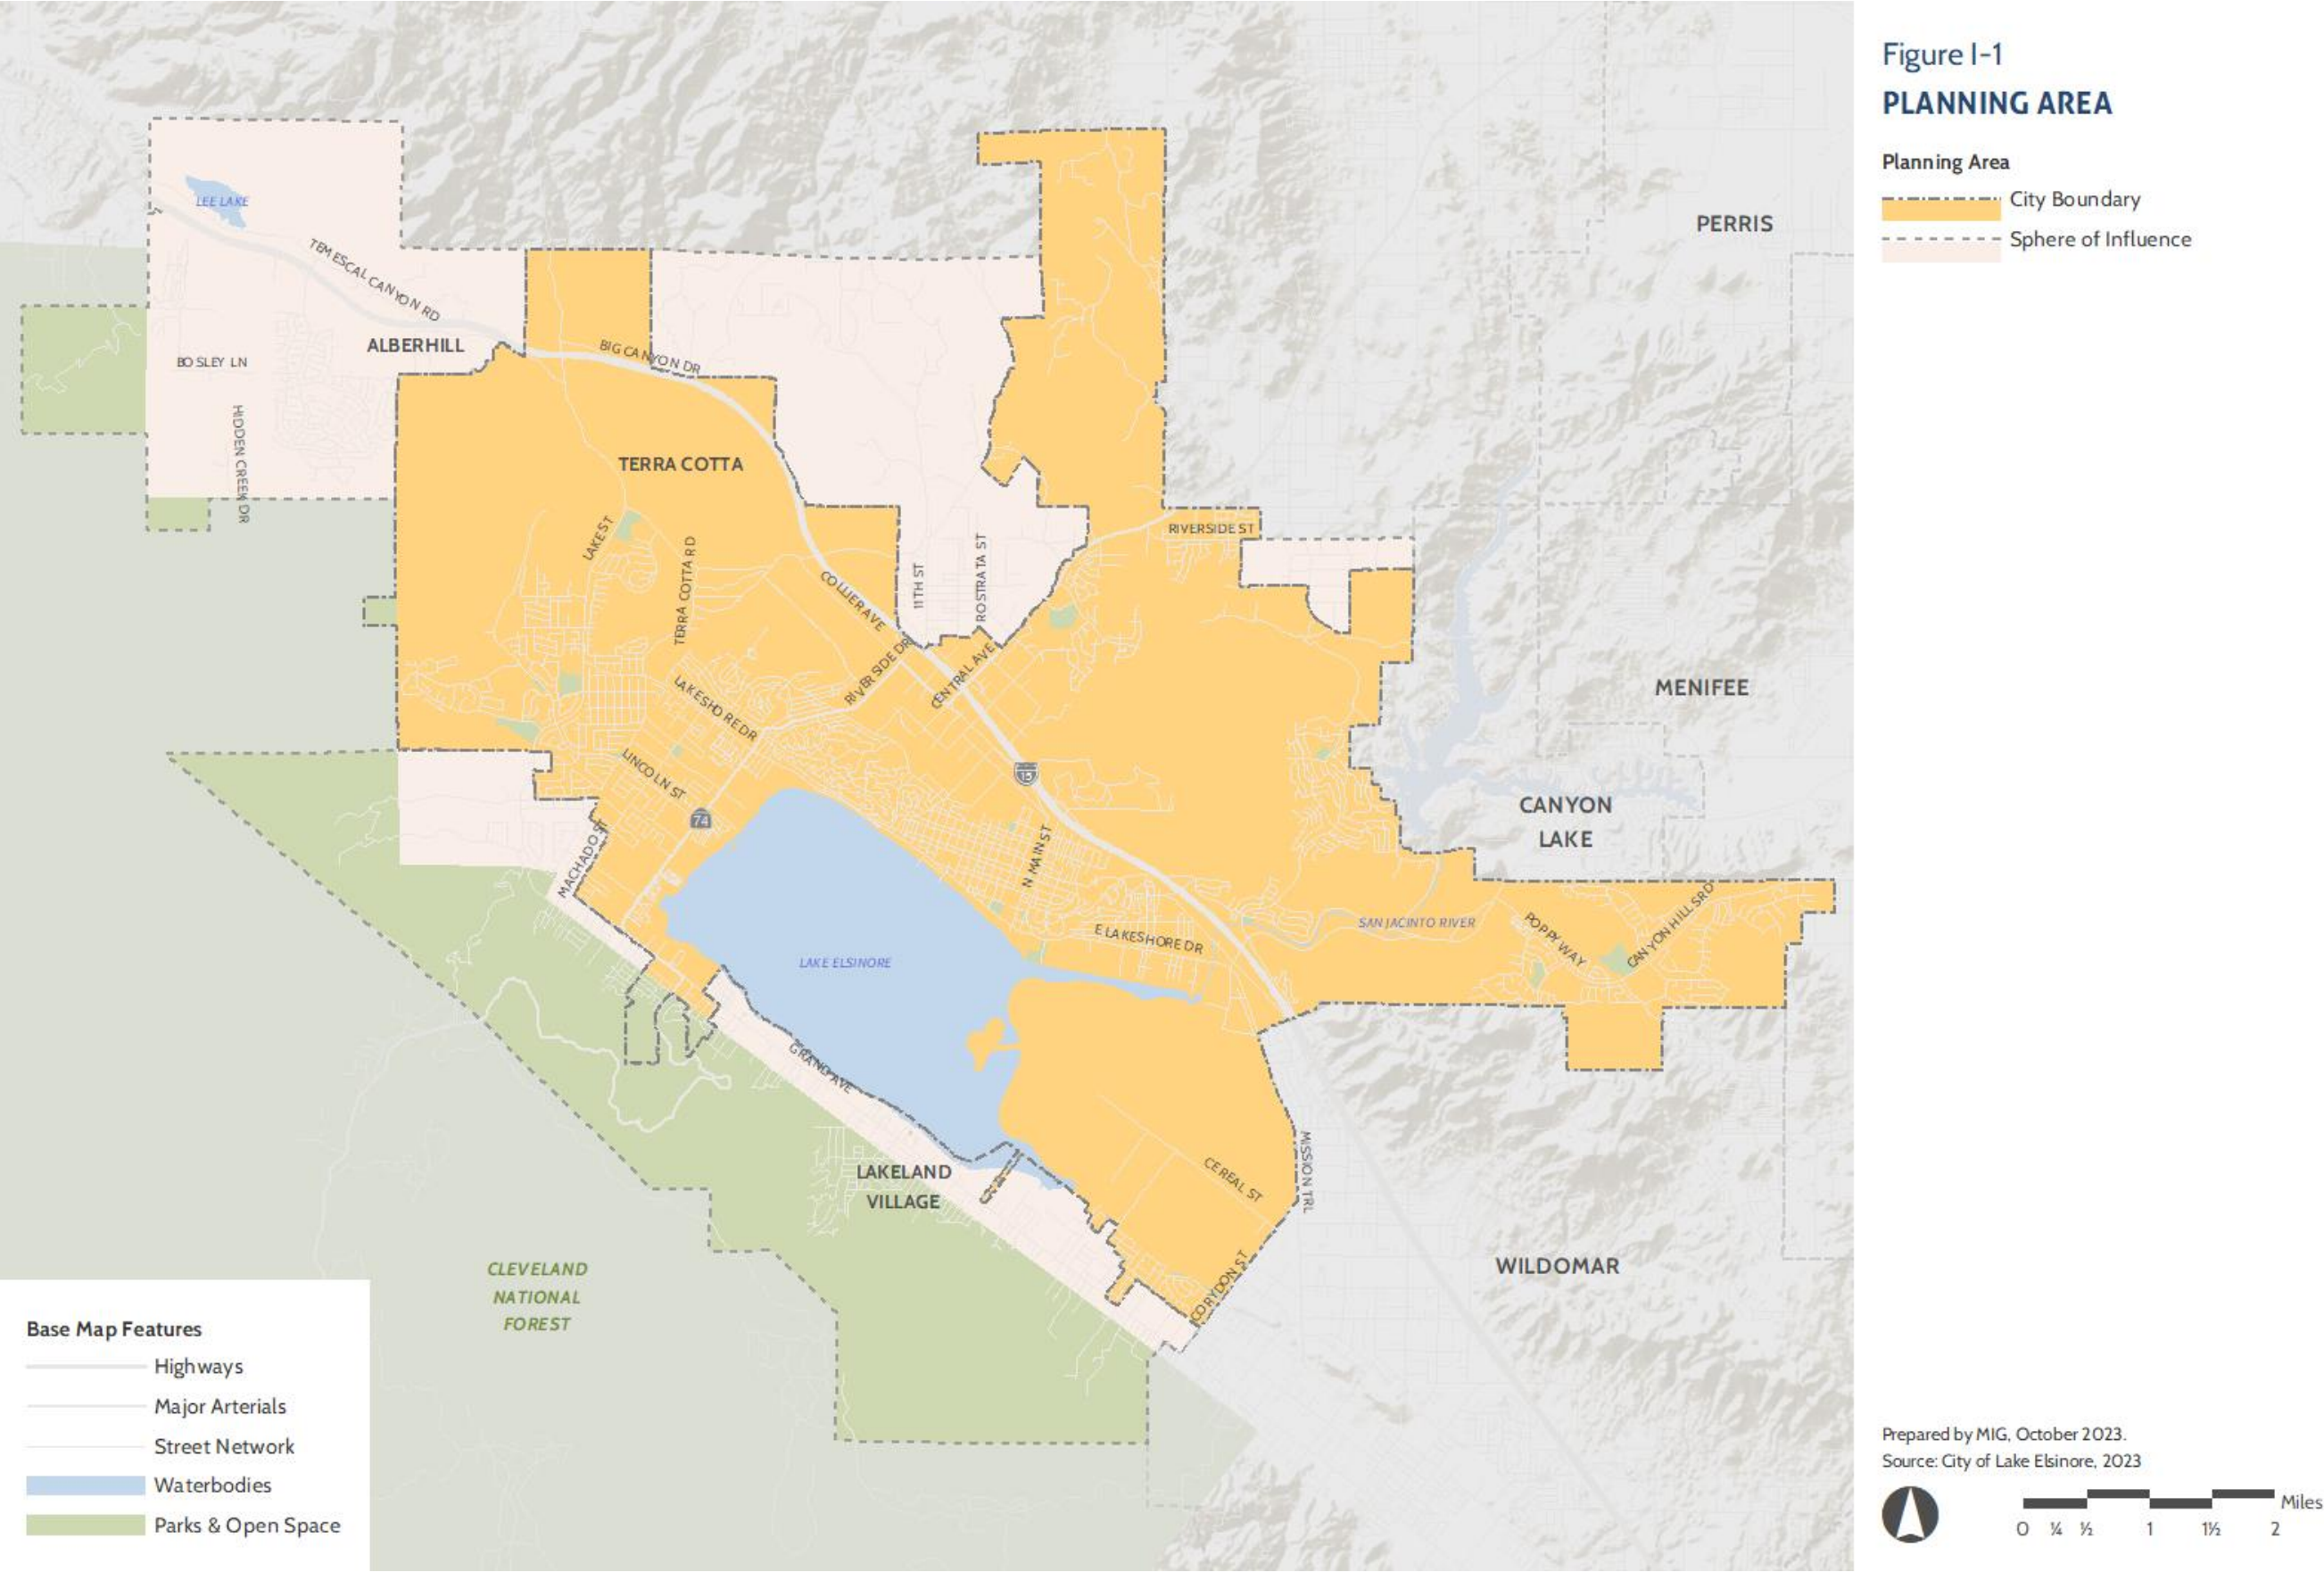 Figure I-1
PLANNING AREA
Planning Area
City Boundary
Sphere of Influence
PERRIS
LEE LAKE
TEMESCAL CANYON RD
ALBERHILL
BIG CANYON DR
BOSLEY LN
HIDDEN CREEK DR
TERRA COTTA
RIVERSIDE ST
LAKE ST
TERRA COTTA RD
COLLIER AVE
11TH ST
ROSTRATA ST
RIVERSIDE DR
CENTRAL AVE
LAKESHORE DR
MENIFEE
LINCOLN ST
15
74
CANYON
LAKE
MACHADO ST
N MAIN ST
E LAKESHORE DR
SAN JACINTO RIVER
POPPY WAY
CANYON HILLS RD
LAKE ELSINORE
GRAND AVE
LAKELAND
VILLAGE
CEREAL ST
MISSION TRL
CORYDON ST
WILDOMAR
CLEVELAND
NATIONAL
FOREST
Base Map Features
Highways
Major Arterials
Street Network
Waterbodies
Parks & Open Space
Prepared by MIG, October 2023.
Source: City of Lake Elsinore, 2023
Miles
0 ¼ ½ 1 1½ 2